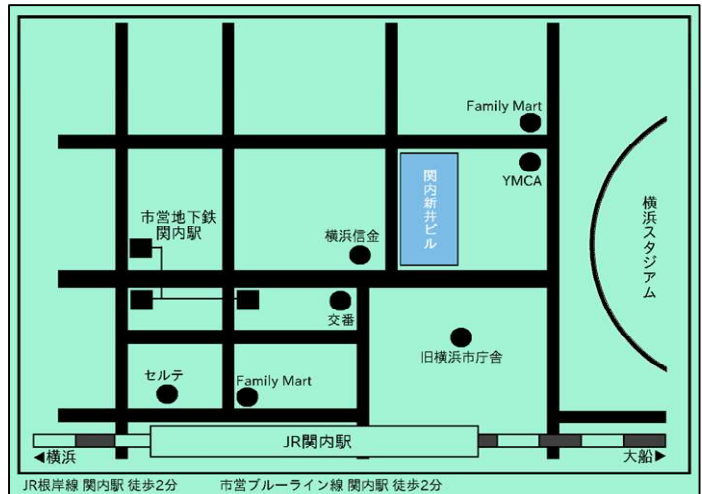 Family Mart
YMCA
関内新井ビル
横浜スタジアム
市営地下鉄
関内駅
横浜信金
交番
旧横浜市庁舎
セルテ
Family Mart
JR関内駅
◀横浜
大船▶
JR根岸線 関内駅 徒歩2分
市営ブルーライン線 関内駅 徒歩2分